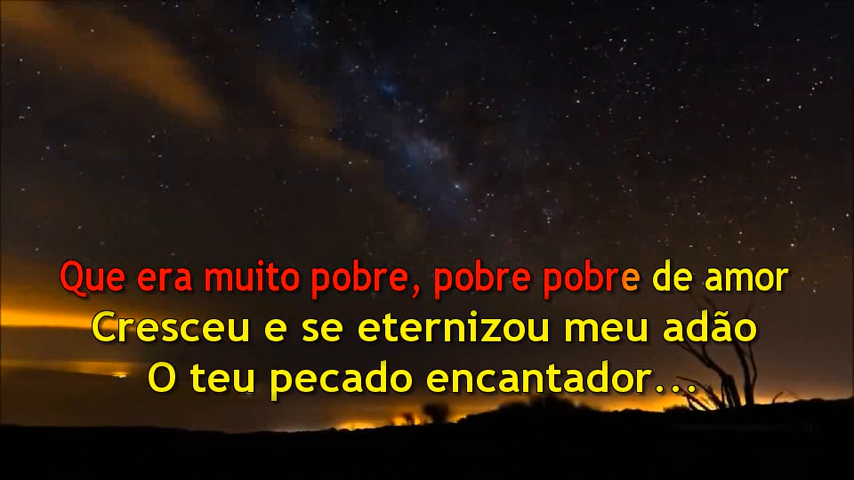 Que era muito pobre, pobre pobre de amor
Cresceu e se eternizou meu adão
O teu pecado encantador...